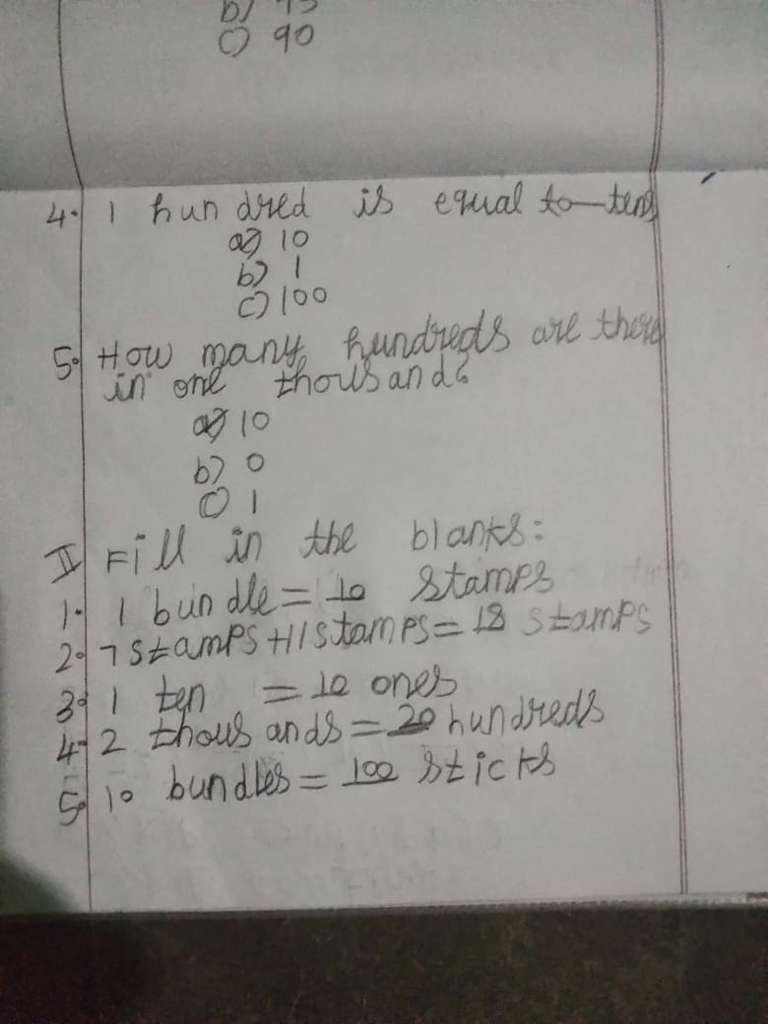 c) 90
4. 1 hundred is equal to — tens
a) 10
b) 1
c) 100
5. How many hundreds are there
in one thousand?
a) 10
b) 0
c) 1
II Fill in the blanks:
1. 1 bundle = 10 stamps
2. 7 stamps + 11 stamps = 18 stamps
3. 1 ten = 10 ones
4. 2 thousands = 20 hundreds
5. 10 bundles = 100 sticks